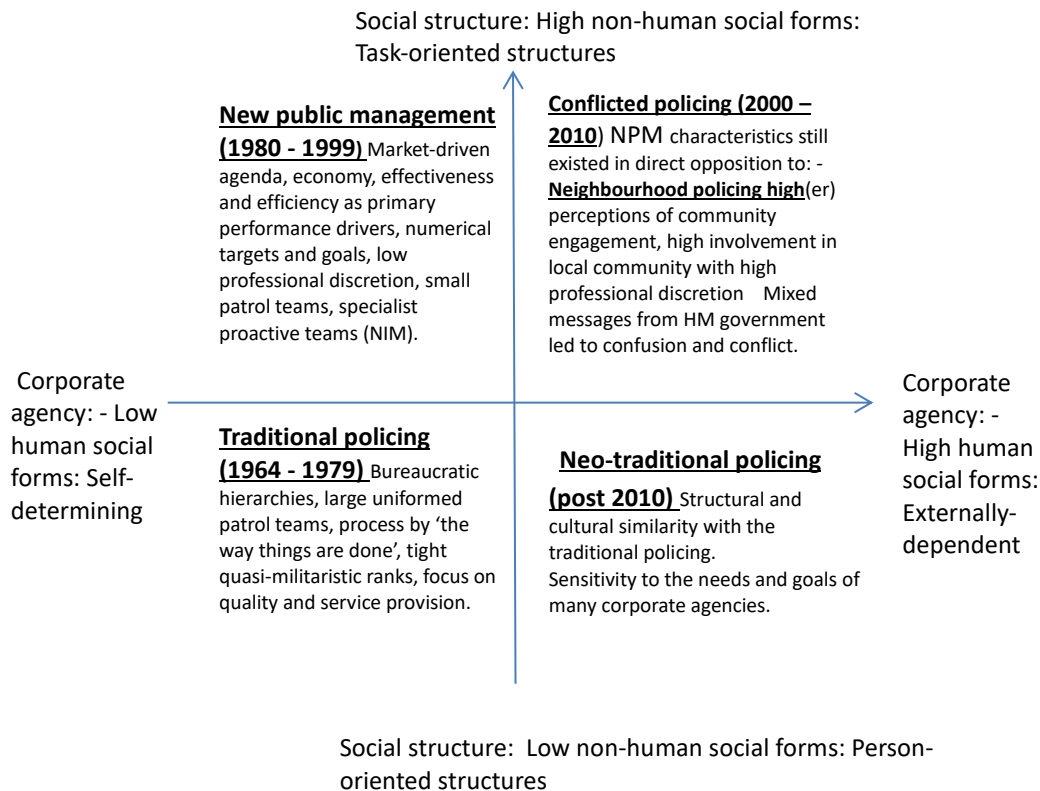 Social structure: High non-human social forms:
Task-oriented structures
New public management
(1980 - 1999) Market-driven
agenda, economy, effectiveness
and efficiency as primary
performance drivers, numerical
targets and goals, low
professional discretion, small
patrol teams, specialist
proactive teams (NIM).
Conflicted policing (2000 –
2010) NPM characteristics still
existed in direct opposition to: -
Neighbourhood policing high(er)
perceptions of community
engagement, high involvement in
local community with high
professional discretion Mixed
messages from HM government
led to confusion and conflict.
Corporate
agency: - Low
human social
forms: Self-
determining
Corporate
agency: -
High human
social forms:
Externally-
dependent
Traditional policing
(1964 - 1979) Bureaucratic
hierarchies, large uniformed
patrol teams, process by ‘the
way things are done’, tight
quasi-militaristic ranks, focus on
quality and service provision.
Neo-traditional policing
(post 2010) Structural and
cultural similarity with the
traditional policing.
Sensitivity to the needs and goals of
many corporate agencies.
Social structure: Low non-human social forms: Person-
oriented structures